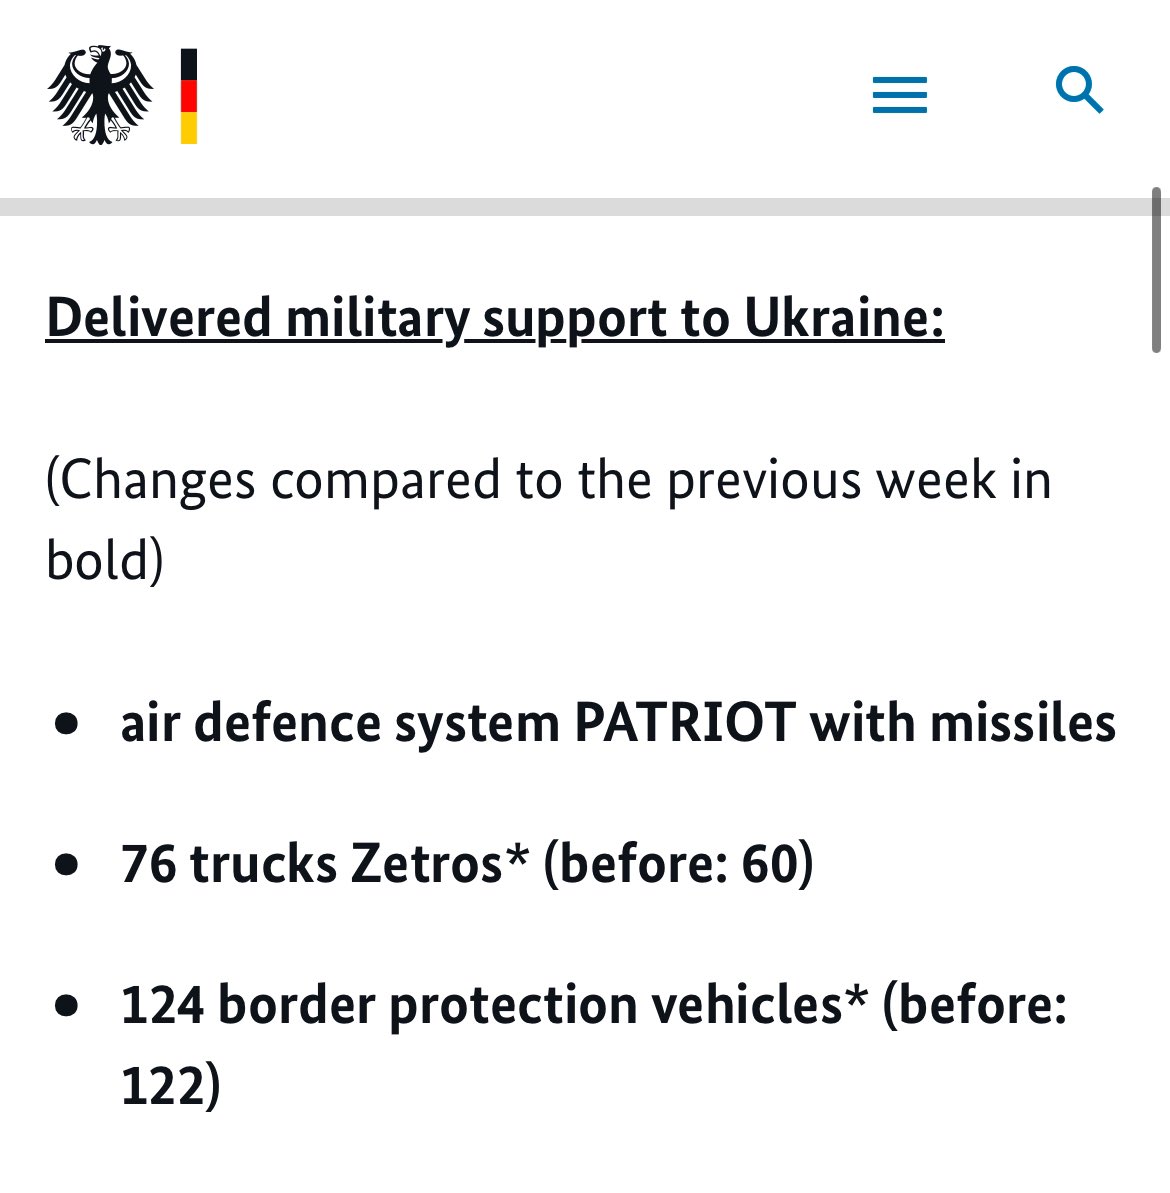 Delivered military support to Ukraine:
(Changes compared to the previous week in
bold)
• air defence system PATRIOT with missiles
• 76 trucks Zetros* (before: 60)
• 124 border protection vehicles* (before:
122)